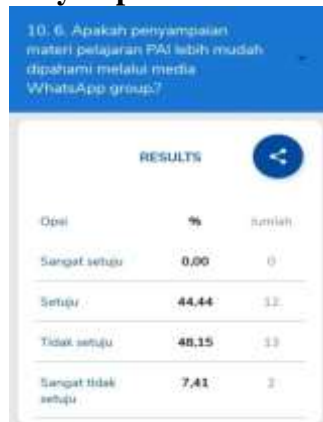 10. 6. Apakah penyampaian
materi pelajaran PAI lebih mudah
dipahami melalui media
WhatsApp group?
RESULTS
Opsi % Jumlah
Sangat setuju 0,00 0
Setuju 44,44 12
Tidak setuju 48,15 13
Sangat tidak 7,41 2
setuju